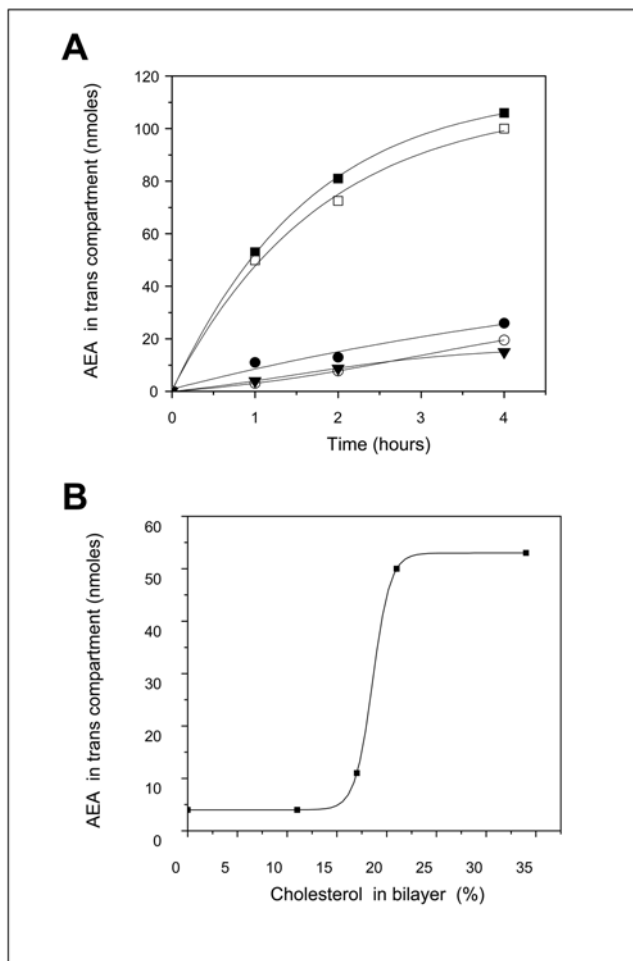 A
120
100
80
60
40
20
0
0 1 2 3 4
AEA in trans compartment (nmoles)
Time (hours)
B
60
50
40
30
20
10
0
0 5 10 15 20 25 30 35
AEA in trans compartment (nmoles)
Cholesterol in bilayer (%)